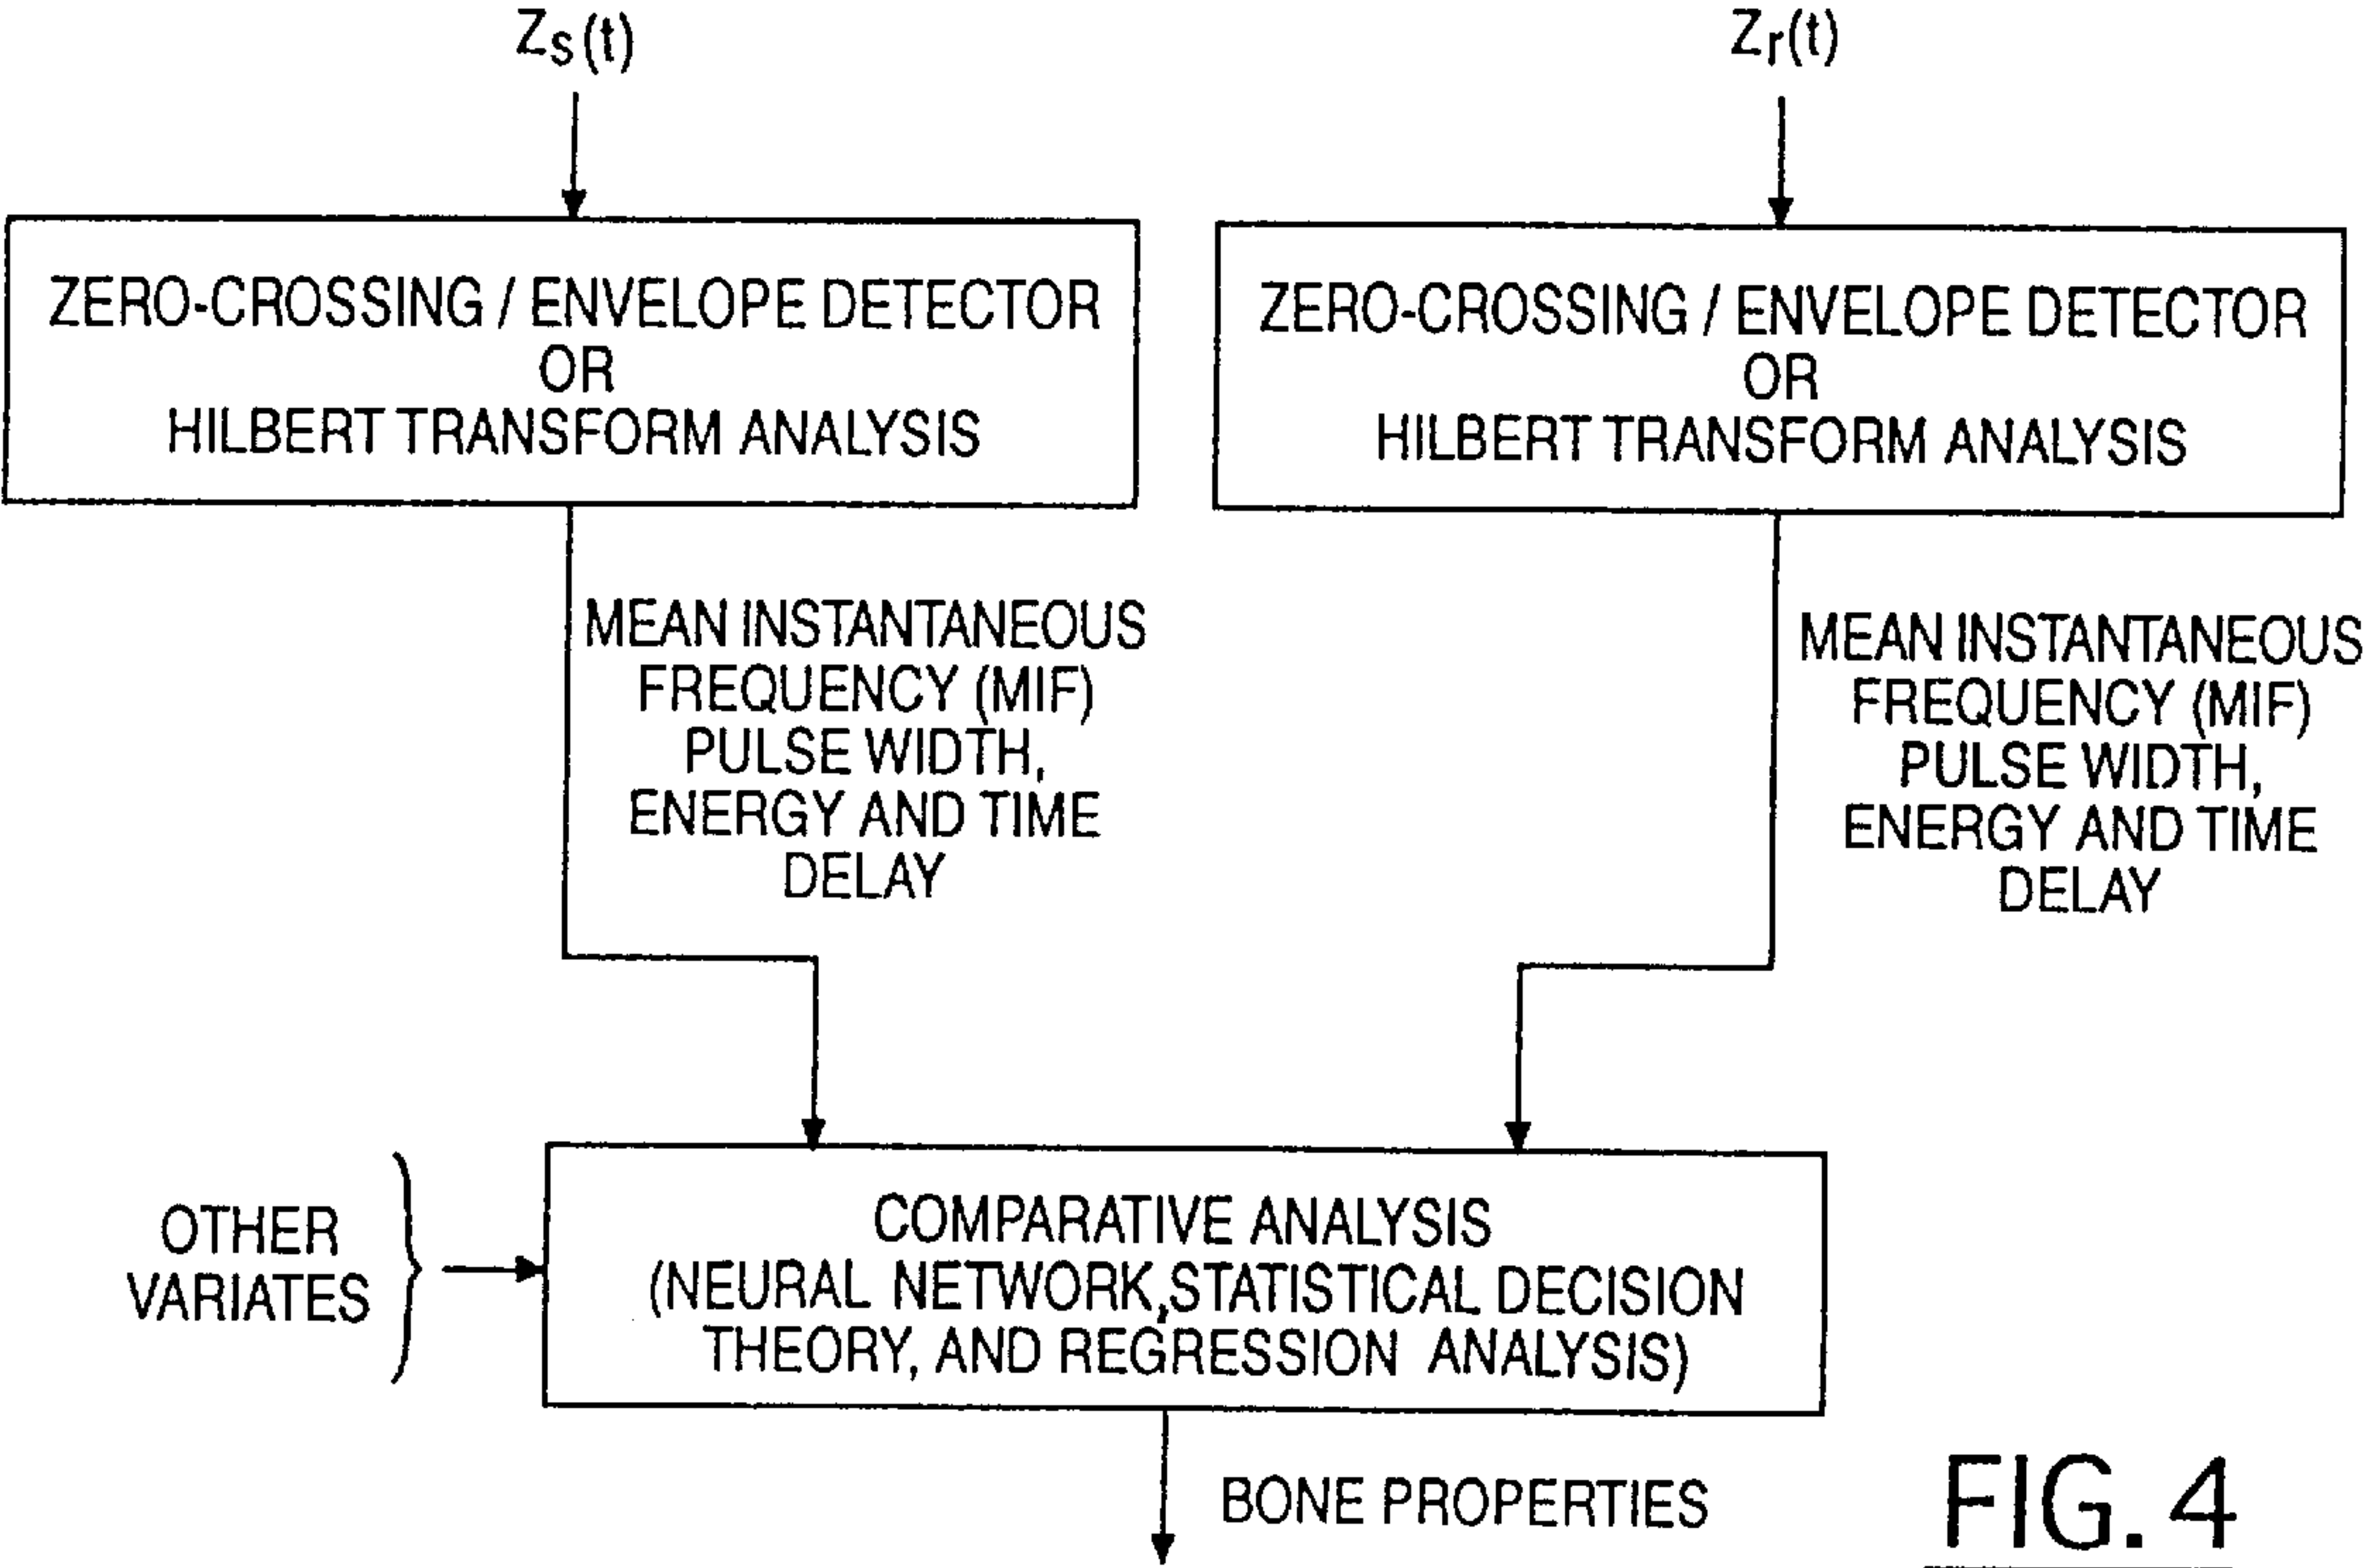 Zs(t)
Zr(t)
ZERO-CROSSING / ENVELOPE DETECTOR
OR
HILBERT TRANSFORM ANALYSIS
ZERO-CROSSING / ENVELOPE DETECTOR
OR
HILBERT TRANSFORM ANALYSIS
MEAN INSTANTANEOUS
FREQUENCY (MIF)
PULSE WIDTH,
ENERGY AND TIME
DELAY
MEAN INSTANTANEOUS
FREQUENCY (MIF)
PULSE WIDTH,
ENERGY AND TIME
DELAY
OTHER
VARIATES
COMPARATIVE ANALYSIS
(NEURAL NETWORK,STATISTICAL DECISION
THEORY, AND REGRESSION ANALYSIS)
BONE PROPERTIES
FIG. 4